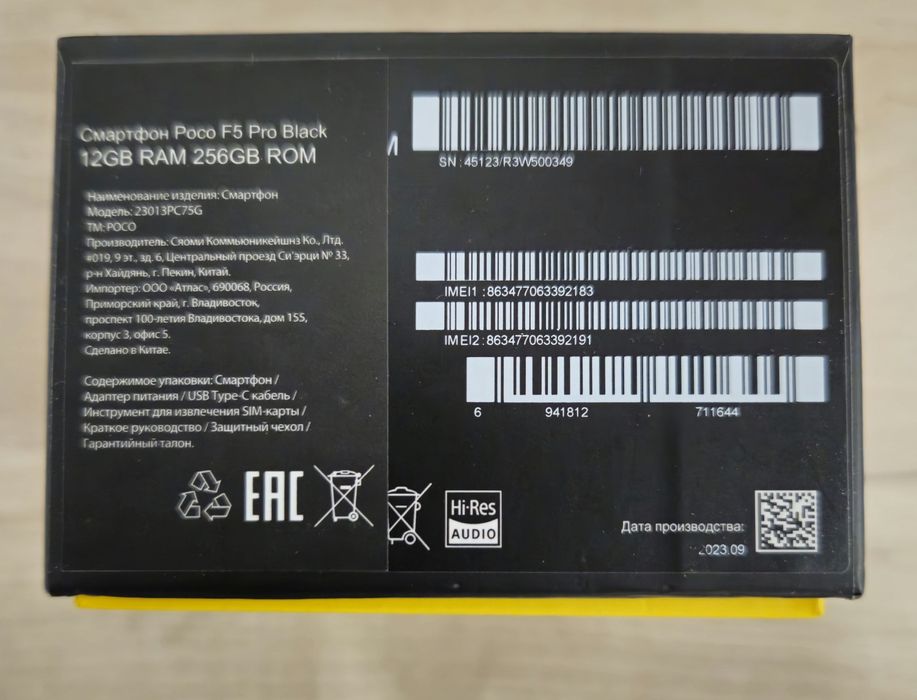 Смартфон Poco F5 Pro Black
12GB RAM 256GB ROM
Наименование изделия: Смартфон
Модель: 23013PC75G
TM: POCO
Производитель: Сяоми Коммьюникейшнз Ко., Лтд.
#019, 9 эт., зд. 6, Центральный проезд Си'эрци № 33,
р-н Хайдянь, г. Пекин, Китай.
Импортер: ООО «Атлас», 690068, Россия,
Приморский край, г. Владивосток,
проспект 100-летия Владивостока, дом 155,
корпус 3, офис 5.
Сделано в Китае.
Содержимое упаковки: Смартфон /
Адаптер питания / USB Type-C кабель /
Инструмент для извлечения SIM-карты /
Краткое руководство / Защитный чехол /
Гарантийный талон.
EAC
SN : 45123/R3W500349
IMEI1 :863477063392183
IMEI2 :863477063392191
6 941812 711644
Hi-Res
AUDIO
Дата производства:
2023.09